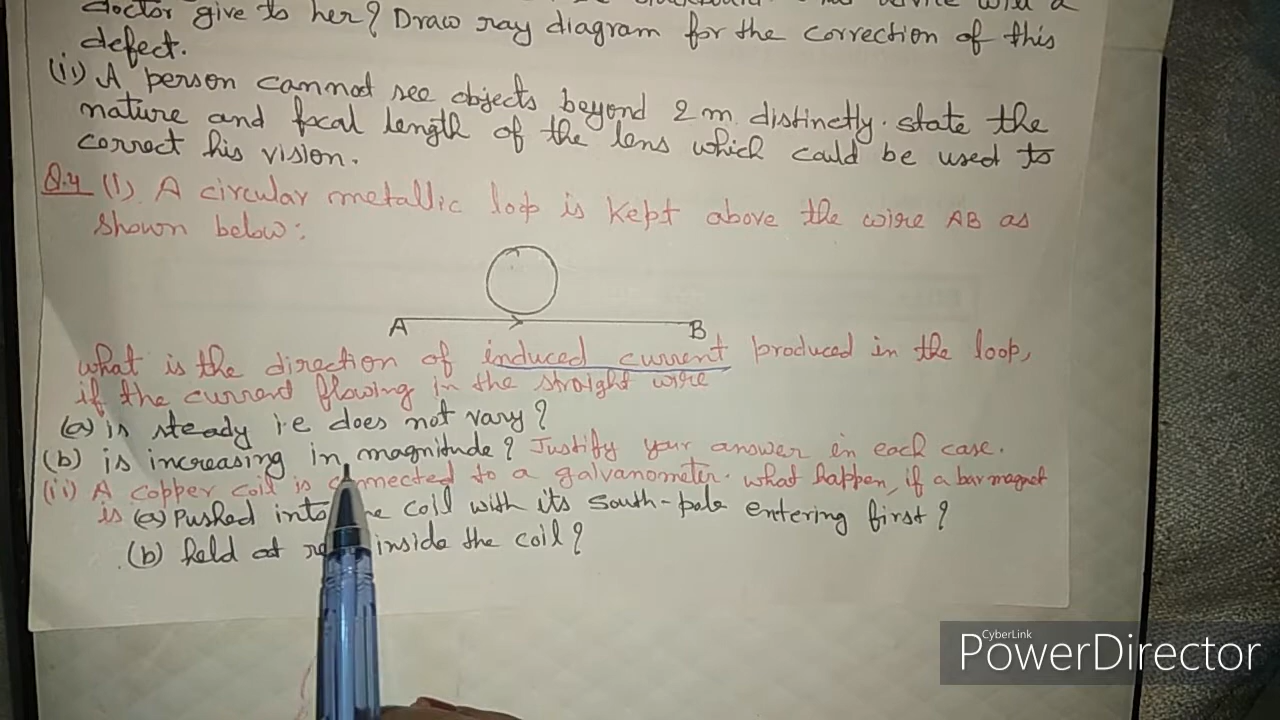 doctor give to her? Draw ray diagram for the correction of this
defect.
(ii) A person cannot see objects beyond 2 m distinctly. state the
nature and focal length of the lens which could be used to
correct his vision.
Q.4 (i). A circular metallic loop is kept above the wire AB as
shown below:
A B
what is the direction of induced current produced in the loop,
if the current flowing in the straight wire
(a) is steady i.e does not vary?
(b) is increasing in magnitude? Justify your answer in each case.
(ii) A copper coil is connected to a galvanometer. what happen, if a bar magnet
is (a) Pushed into coil with its south-pole entering first?
(b) held at inside the coil?
CyberLink
PowerDirector